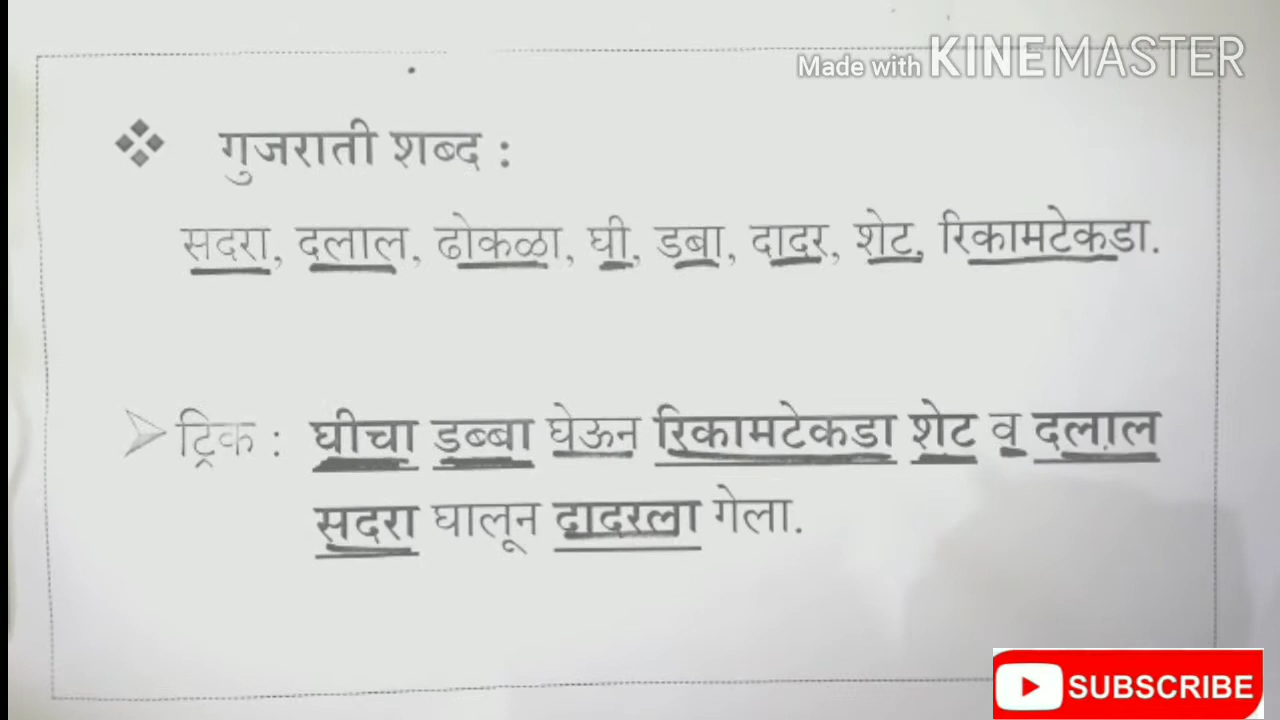 Made with KINEMASTER
❖ गुजराती शब्द :
सदरा, दलाल, ढोकळा, घी, डबा, दादर, शेट, रिकामटेकडा.
➢ ट्रिक : घीचा डब्बा घेऊन रिकामटेकडा शेट व दलाल
सदरा घालून दादरला गेला.
SUBSCRIBE